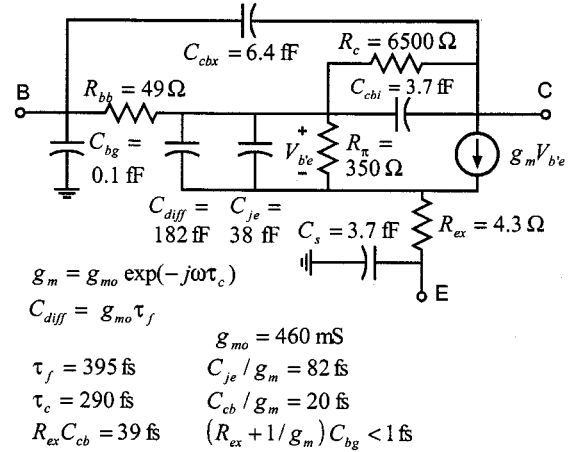 C_cbx = 6.4 fF
R_c = 6500 Ω
B
R_bb = 49 Ω
C_cbi = 3.7 fF
C
C_bg =
0.1 fF
+
V_b'e
–
R_π =
350 Ω
g_m V_b'e
C_diff =
182 fF
C_je =
38 fF
C_s = 3.7 fF
R_ex = 4.3 Ω
E
g_m = g_mo exp(−jωτ_c)
C_diff = g_mo τ_f
g_mo = 460 mS
τ_f = 395 fs
C_je / g_m = 82 fs
τ_c = 290 fs
C_cb / g_m = 20 fs
R_ex C_cb = 39 fs
(R_ex + 1/g_m) C_bg < 1 fs